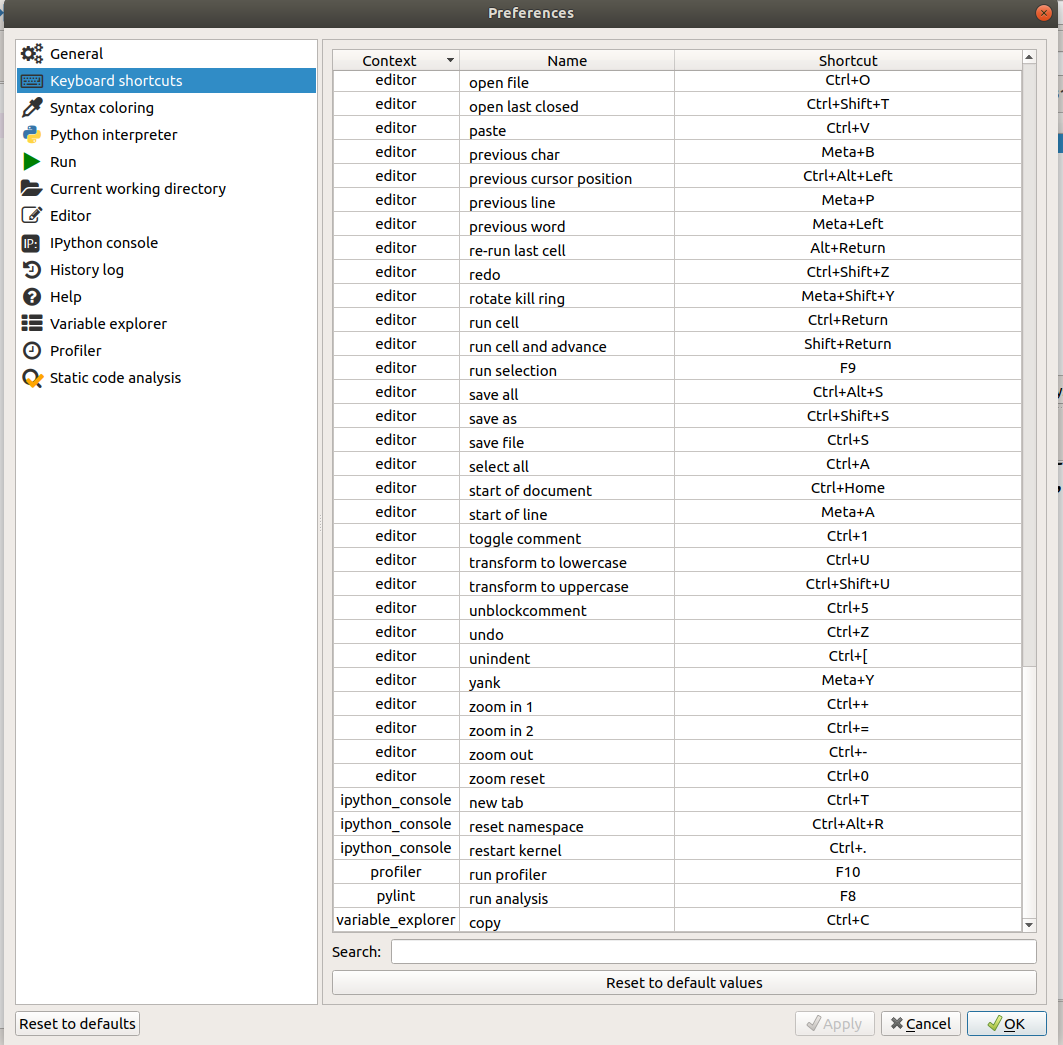 Preferences
General
Keyboard shortcuts
Syntax coloring
Python interpreter
Run
Current working directory
Editor
IP: IPython console
History log
Help
Variable explorer
Profiler
Static code analysis
Context Name Shortcut
editor open file Ctrl+O
editor open last closed Ctrl+Shift+T
editor paste Ctrl+V
editor previous char Meta+B
editor previous cursor position Ctrl+Alt+Left
editor previous line Meta+P
editor previous word Meta+Left
editor re-run last cell Alt+Return
editor redo Ctrl+Shift+Z
editor rotate kill ring Meta+Shift+Y
editor run cell Ctrl+Return
editor run cell and advance Shift+Return
editor run selection F9
editor save all Ctrl+Alt+S
editor save as Ctrl+Shift+S
editor save file Ctrl+S
editor select all Ctrl+A
editor start of document Ctrl+Home
editor start of line Meta+A
editor toggle comment Ctrl+1
editor transform to lowercase Ctrl+U
editor transform to uppercase Ctrl+Shift+U
editor unblockcomment Ctrl+5
editor undo Ctrl+Z
editor unindent Ctrl+[
editor yank Meta+Y
editor zoom in 1 Ctrl++
editor zoom in 2 Ctrl+=
editor zoom out Ctrl+-
editor zoom reset Ctrl+0
ipython_console new tab Ctrl+T
ipython_console reset namespace Ctrl+Alt+R
ipython_console restart kernel Ctrl+.
profiler run profiler F10
pylint run analysis F8
variable_explorer copy Ctrl+C
Search:
Reset to default values
Reset to defaults Apply Cancel OK